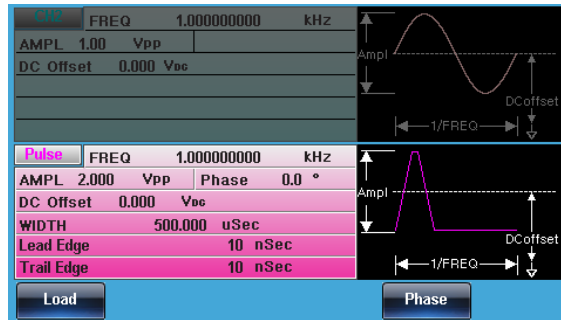 CH2 FREQ 1.000000000 kHz
AMPL 1.00 Vpp
DC Offset 0.000 VDC
Ampl
DCoffset
1/FREQ
Pulse FREQ 1.000000000 kHz
AMPL 2.000 Vpp Phase 0.0 °
DC Offset 0.000 VDC
WIDTH 500.000 uSec
Lead Edge 10 nSec
Trail Edge 10 nSec
Ampl
DCoffset
1/FREQ
Load Phase